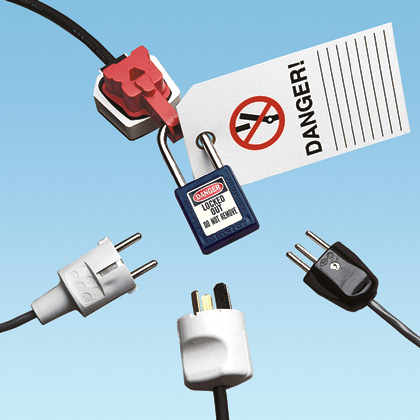 DANGER!
DANGER
LOCKED
OUT
DO NOT REMOVE